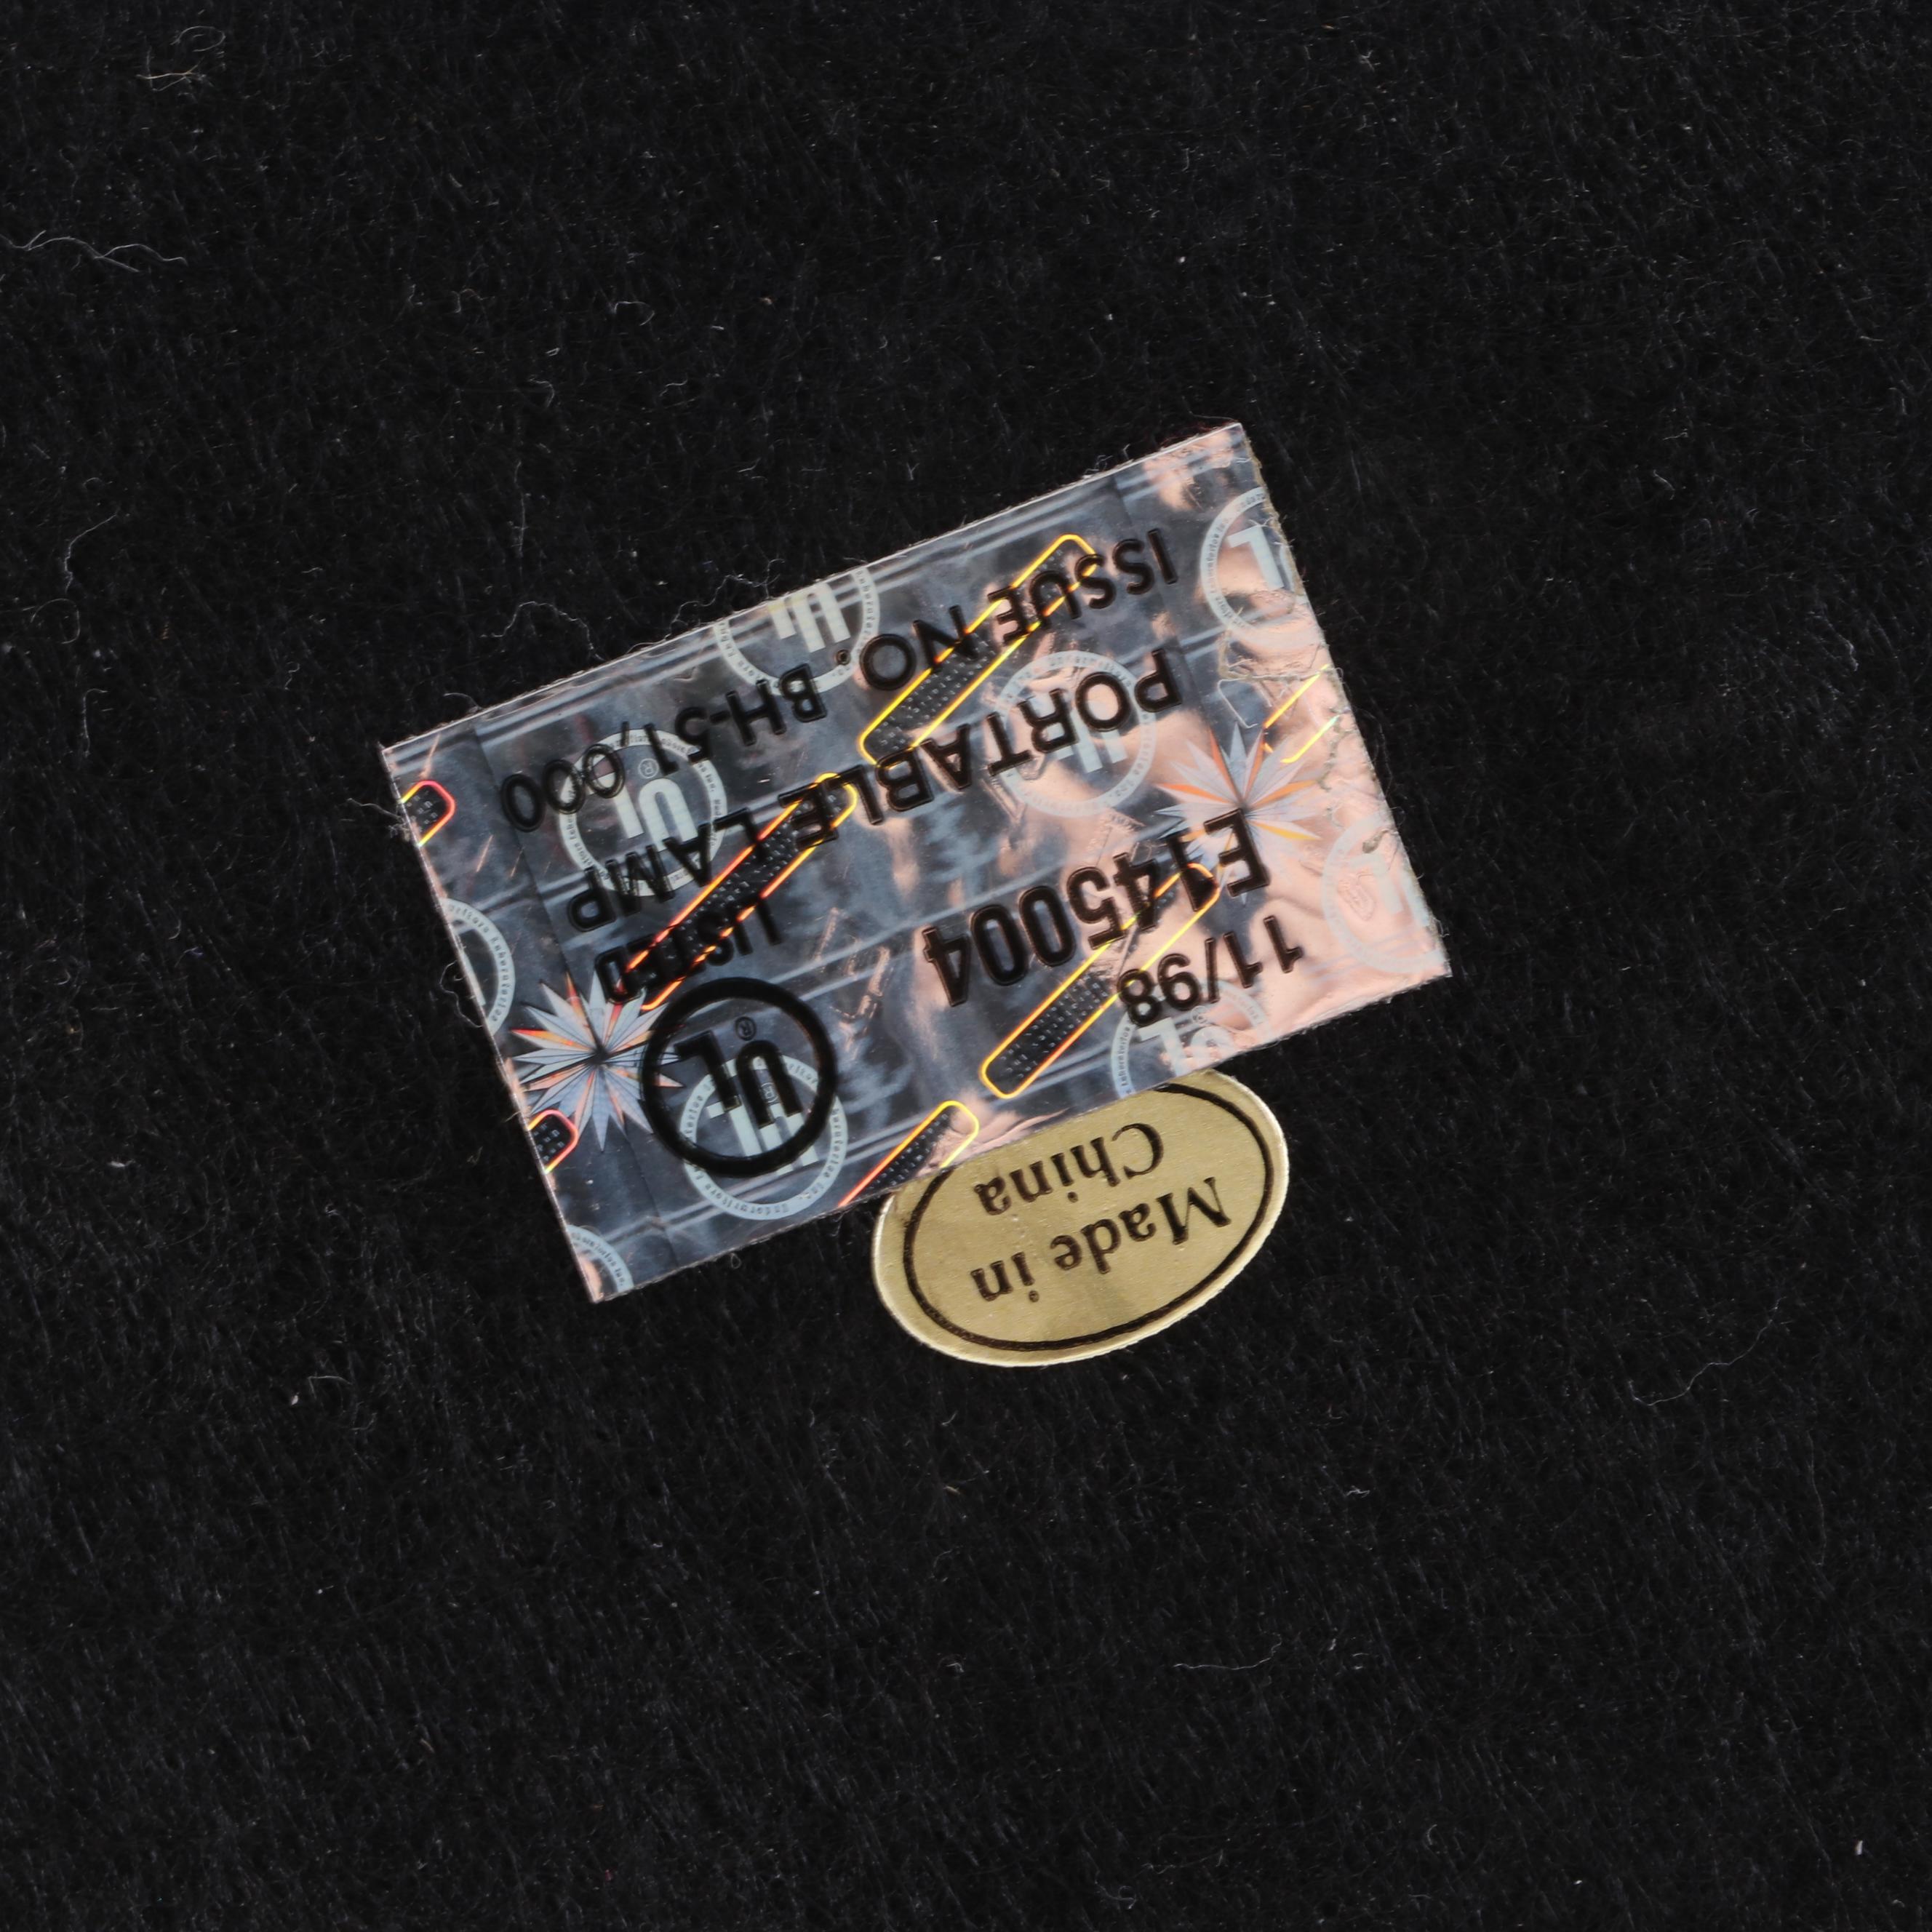 11/98
E145004
UL ®
LISTED
PORTABLE LAMP
ISSUE NO. BH-51,000
Made in
China